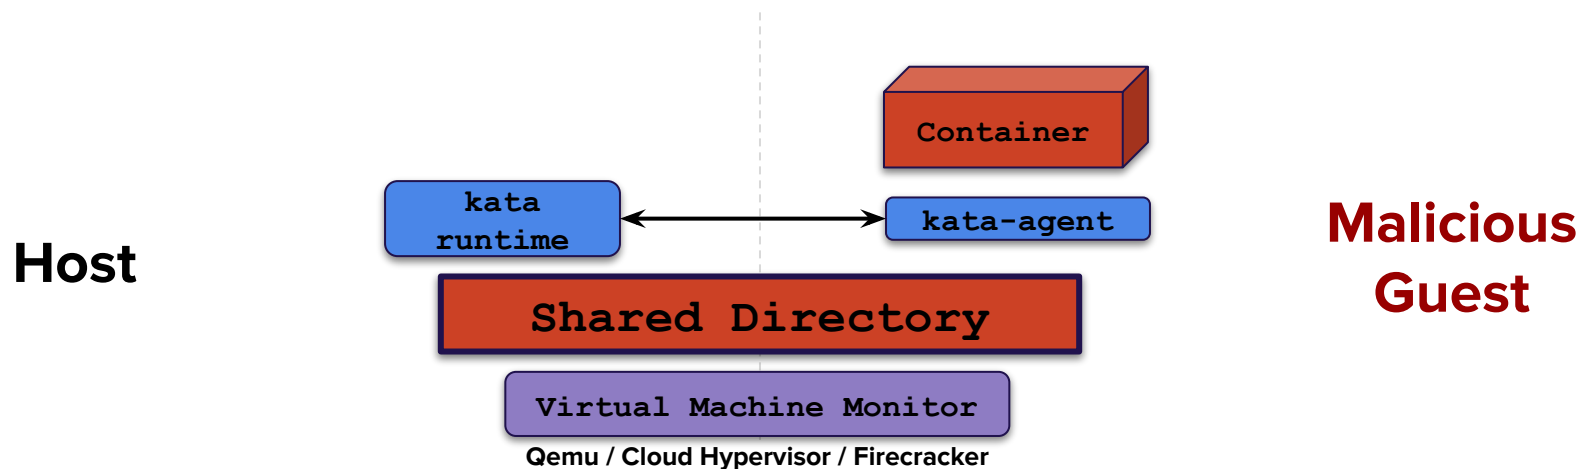 Container
kata
runtime
kata-agent
Host
Malicious
Guest
Shared Directory
Virtual Machine Monitor
Qemu / Cloud Hypervisor / Firecracker